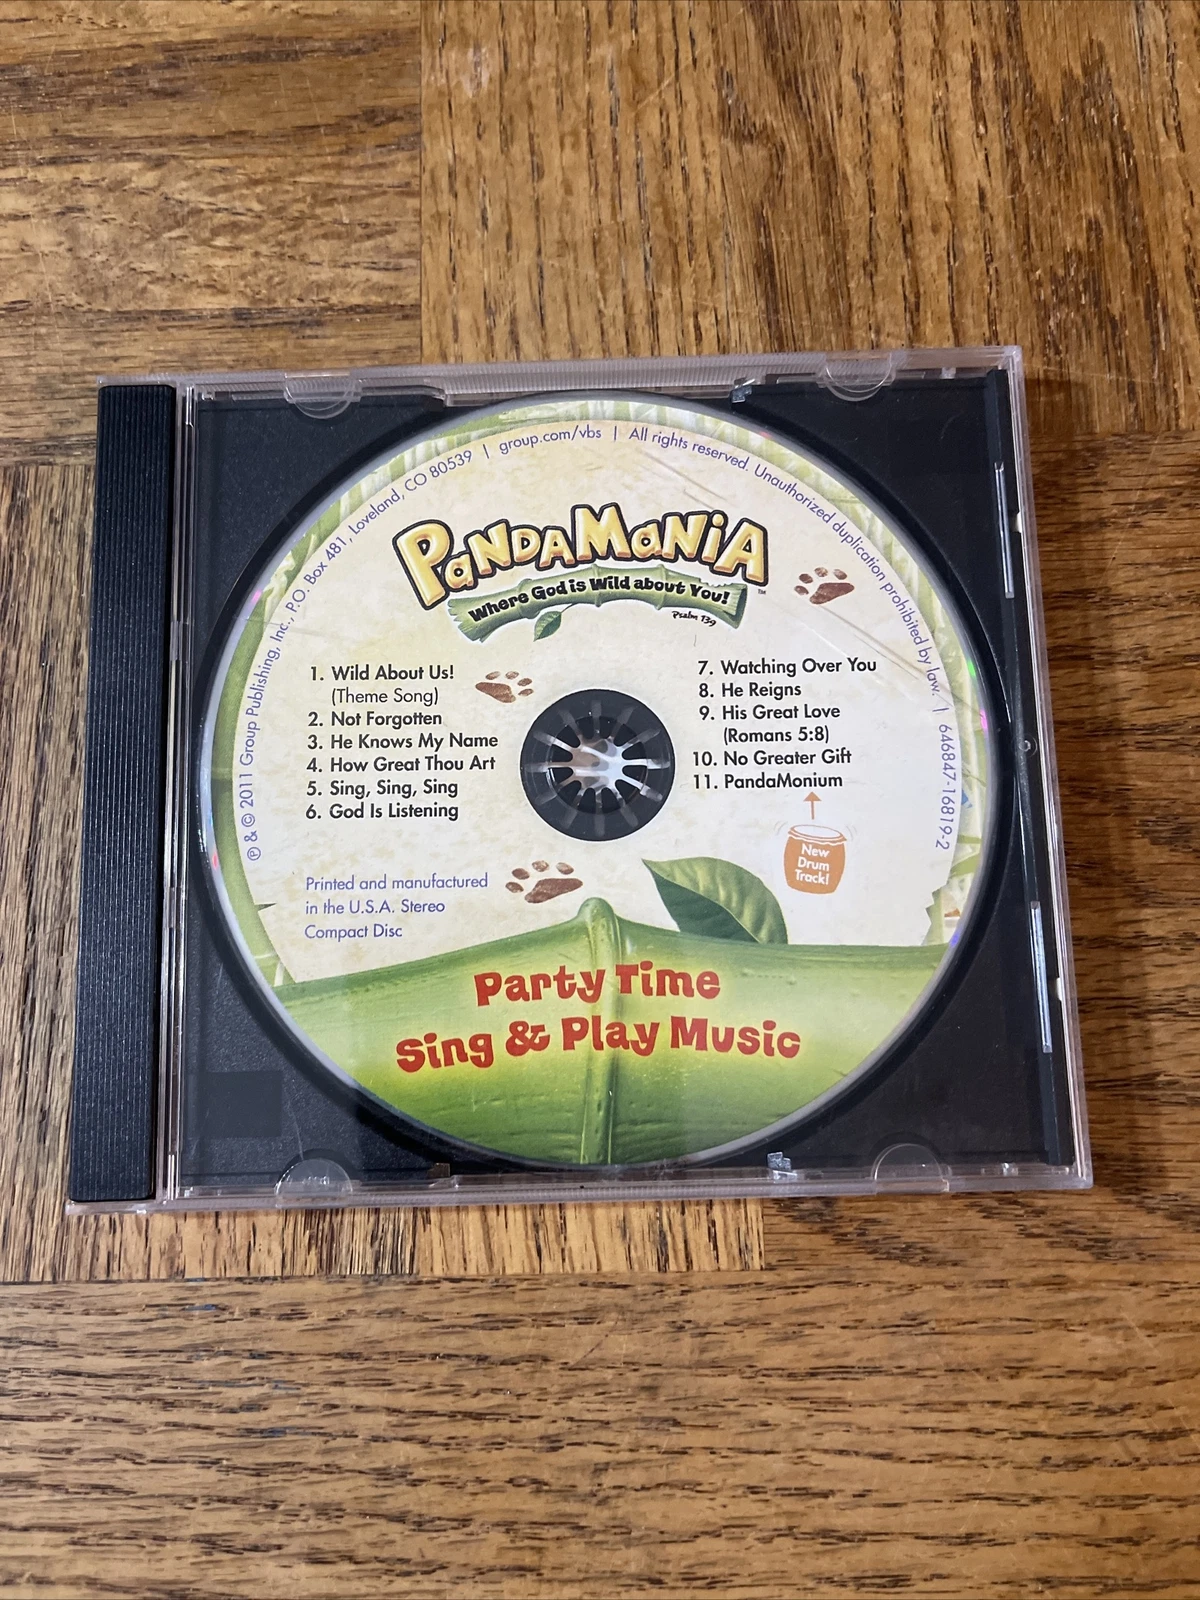 ℗ & © 2011 Group Publishing, Inc., P.O. Box 481, Loveland, CO 80539 | group.com/vbs | All rights reserved. Unauthorized duplication prohibited by law. | 646847-16819-2
PANDAMANIA
Where God is Wild about You!
™
Psalm 139
1. Wild About Us!
(Theme Song)
2. Not Forgotten
3. He Knows My Name
4. How Great Thou Art
5. Sing, Sing, Sing
6. God Is Listening
7. Watching Over You
8. He Reigns
9. His Great Love
(Romans 5:8)
10. No Greater Gift
11. PandaMonium
New
Drum
Track!
Printed and manufactured
in the U.S.A. Stereo
Compact Disc
Party Time
Sing & Play Music